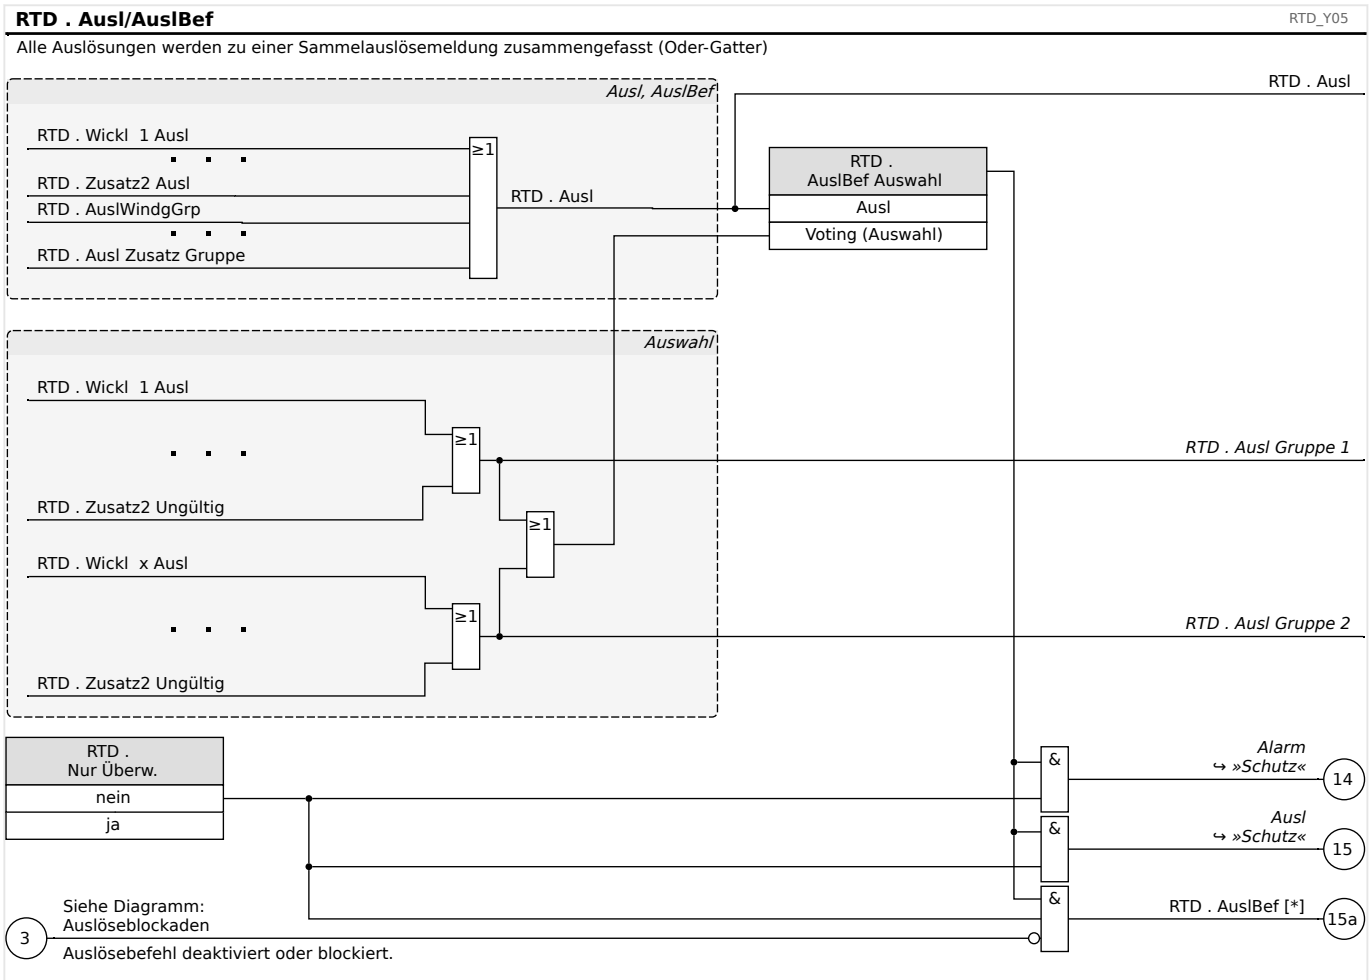 RTD . Ausl/AuslBef
RTD_Y05
Alle Auslösungen werden zu einer Sammelauslösemeldung zusammengefasst (Oder-Gatter)
Ausl, AuslBef
RTD . Ausl
RTD . Wickl 1 Ausl
≥1
RTD . Zusatz2 Ausl
RTD . AuslWindgGrp
RTD . Ausl Zusatz Gruppe
RTD . Ausl
RTD .
AuslBef Auswahl
Ausl
Voting (Auswahl)
Auswahl
RTD . Wickl 1 Ausl
≥1
RTD . Ausl Gruppe 1
RTD . Zusatz2 Ungültig
≥1
RTD . Wickl x Ausl
≥1
RTD . Ausl Gruppe 2
RTD . Zusatz2 Ungültig
RTD .
Nur Überw.
nein
ja
&
Alarm
↪ »Schutz«
14
&
Ausl
↪ »Schutz«
15
&
RTD . AuslBef [*]
15a
3
Siehe Diagramm:
Auslöseblockaden
Auslösebefehl deaktiviert oder blockiert.